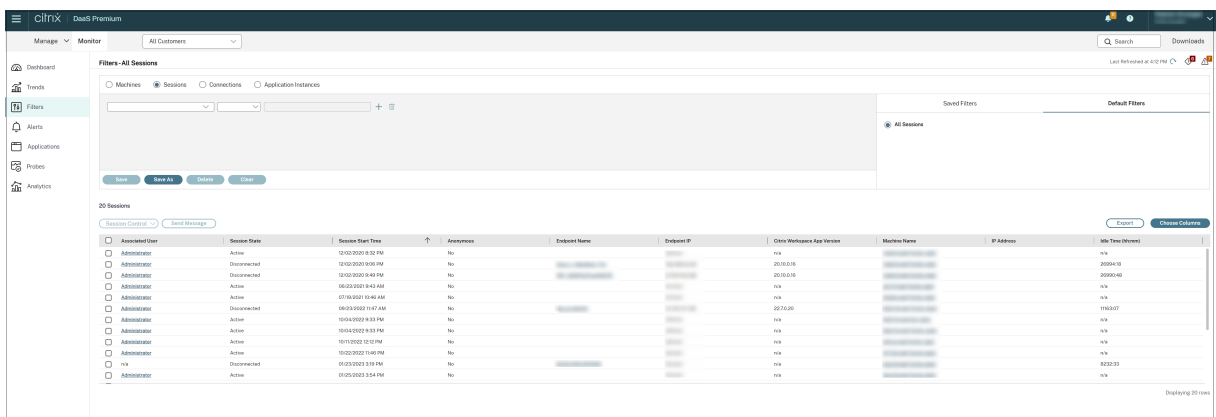 citrix DaaS Premium
Manage Monitor All Customers Search Downloads
Dashboard
Trends
Filters
Alerts
Applications
Probes
Analytics
Filters - All Sessions Last Refreshed at 4:12 PM
Machines Sessions Connections Application Instances
Saved Filters Default Filters
All Sessions
Save Save As Delete Clear
20 Sessions
Session Control Send Message Export Choose Columns
Associated User Session State Session Start Time Anonymous Endpoint Name Endpoint IP Citrix Workspace App Version Machine Name IP Address Idle Time (hh:mm)
Administrator Active 12/02/2020 8:32 PM No n/a n/a
Administrator Disconnected 12/02/2020 9:06 PM No 20.10.0.16 26994:18
Administrator Disconnected 12/02/2020 9:49 PM No 20.10.0.16 26990:46
Administrator Active 06/23/2021 9:43 AM No n/a n/a
Administrator Active 07/19/2021 10:46 AM No n/a n/a
Administrator Disconnected 09/23/2022 11:47 AM No 22.7.0.20 11163:07
Administrator Active 10/04/2022 9:33 PM No n/a n/a
Administrator Active 10/04/2022 9:33 PM No n/a n/a
Administrator Active 10/11/2022 12:12 PM No n/a n/a
Administrator Active 10/22/2022 11:46 PM No n/a n/a
n/a Disconnected 01/23/2023 3:19 PM No n/a 8232:33
Administrator Active 01/25/2023 3:54 PM No n/a n/a
Displaying 20 rows